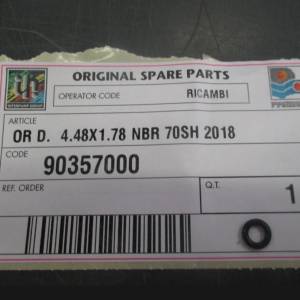 ORIGINAL SPARE PARTS
OPERATOR CODE RICAMBI
ARTICLE
OR D. 4.48X1.78 NBR 70SH 2018
CODE
90357000
REF. ORDER
Q.T. 1